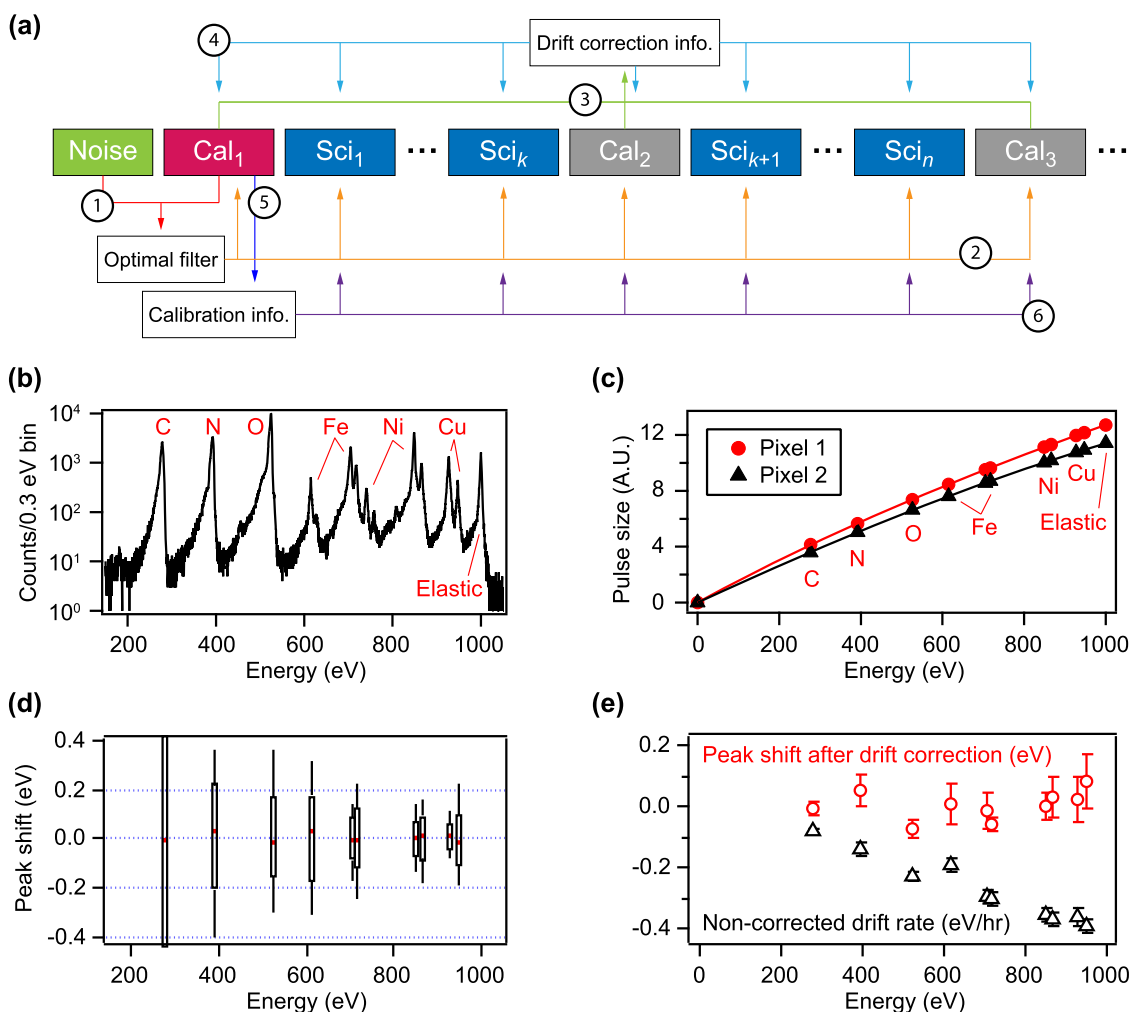 (a)
4
Drift correction info.
3
Noise
Cal1
Sci1
...
Scik
Cal2
Scik+1
...
Scin
Cal3
...
1
5
Optimal filter
2
Calibration info.
6
(b)
Counts/0.3 eV bin
10^4
10^3
10^2
10^1
10^0
C
N
O
Fe
Ni
Cu
Elastic
200
400
600
800
1000
Energy (eV)
(c)
Pulse size (A.U.)
12
8
4
0
Pixel 1
Pixel 2
C
N
O
Fe
Ni
Cu
Elastic
0
200
400
600
800
1000
Energy (eV)
(d)
Peak shift (eV)
0.4
0.2
0.0
-0.2
-0.4
200
400
600
800
1000
Energy (eV)
(e)
0.2
0.0
-0.2
-0.4
Peak shift after drift correction (eV)
Non-corrected drift rate (eV/hr)
0
200
400
600
800
1000
Energy (eV)